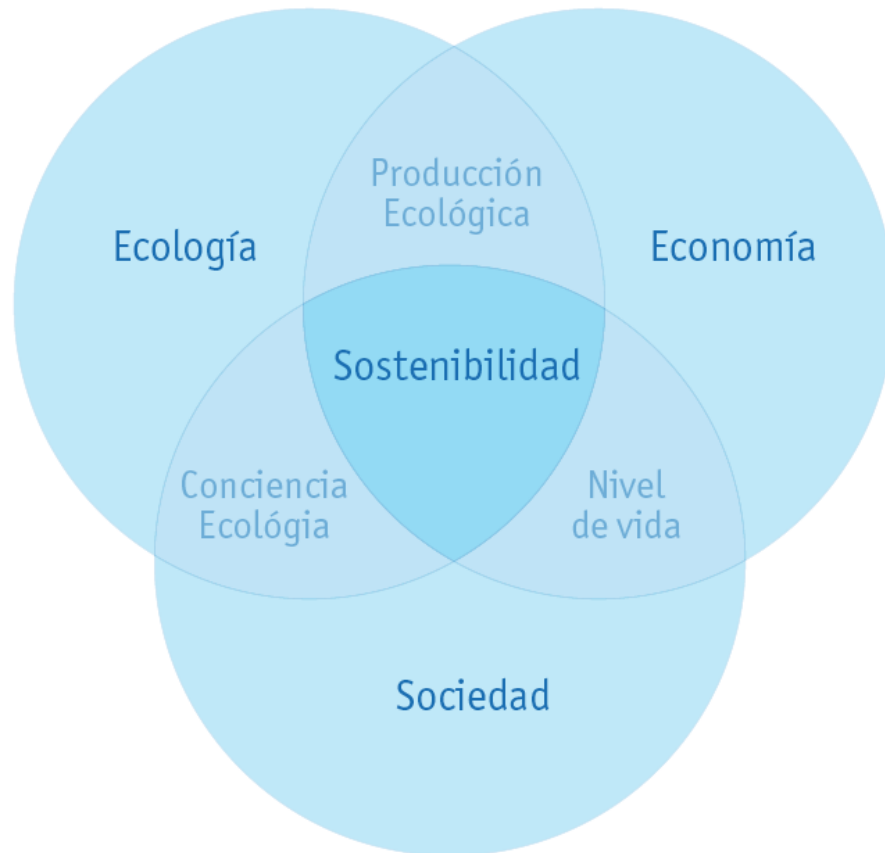 Producción
Ecológica
Ecología
Economía
Sostenibilidad
Conciencia
Ecológia
Nivel
de vida
Sociedad